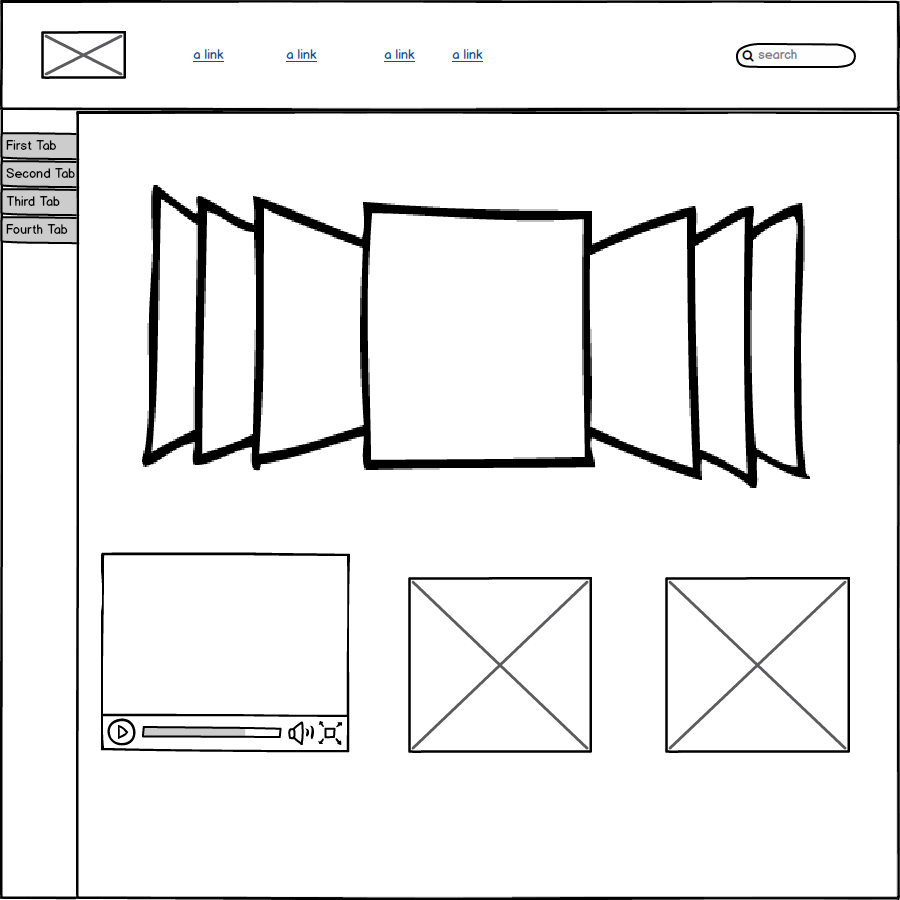 a link a link a link a link search
First Tab
Second Tab
Third Tab
Fourth Tab